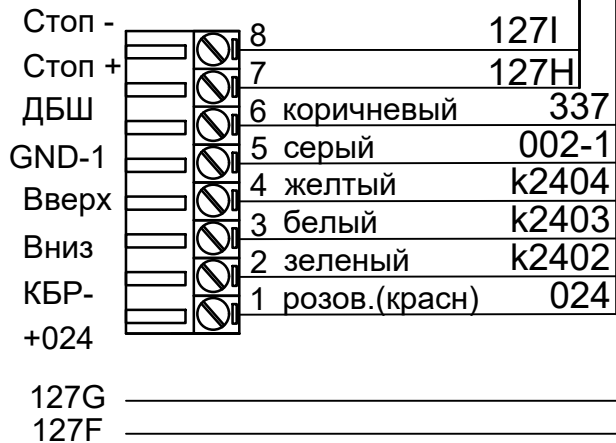 Стоп - 8 127I
Стоп + 7 127H
ДБШ 6 коричневый 337
GND-1 5 серый 002-1
Вверх 4 желтый k2404
Вниз 3 белый k2403
КБР- 2 зеленый k2402
+024 1 розов.(красн) 024
127G
127F